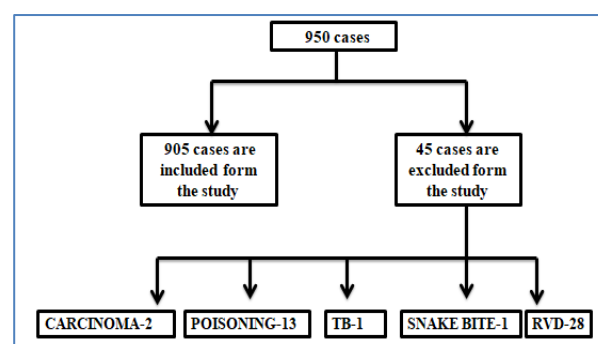 950 cases
905 cases are
included form
the study
45 cases are
excluded form
the study
CARCINOMA-2
POISONING-13
TB-1
SNAKE BITE-1
RVD-28